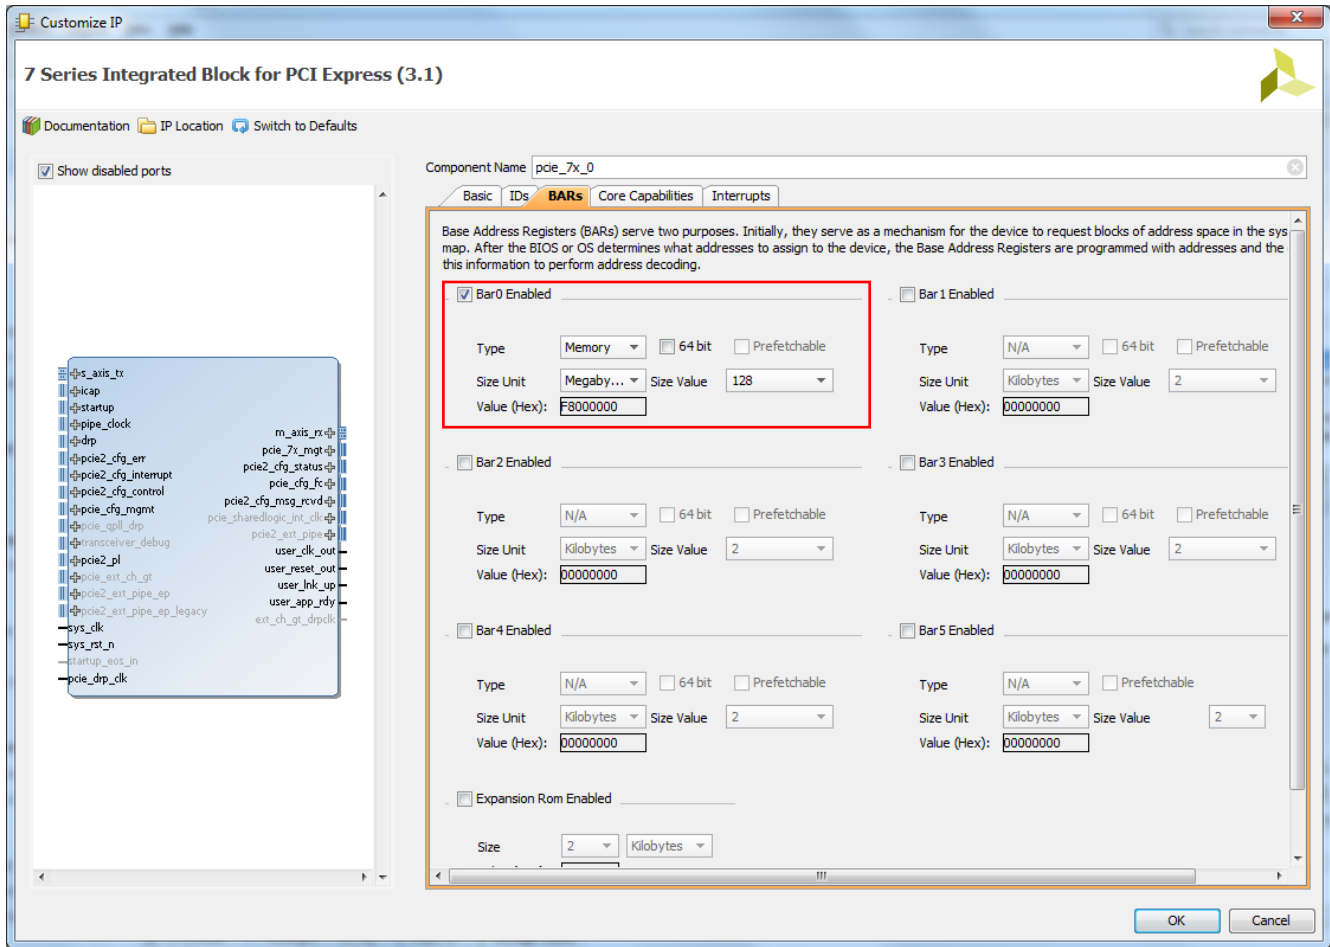 Customize IP
7 Series Integrated Block for PCI Express (3.1)
Documentation IP Location Switch to Defaults
Show disabled ports
s_axis_tx
icap
startup
pipe_clock
drp
pcie2_cfg_err
pcie2_cfg_interrupt
pcie2_cfg_control
pcie_cfg_mgmt
pcie_qpll_drp
transceiver_debug
pcie2_pl
pcie_ext_ch_gt
pcie2_ext_pipe_ep
pcie2_ext_pipe_ep_legacy
sys_clk
sys_rst_n
startup_eos_in
pcie_drp_clk
m_axis_rx
pcie_7x_mgt
pcie2_cfg_status
pcie_cfg_fc
pcie2_cfg_msg_rcvd
pcie_sharedlogic_int_clk
pcie2_ext_pipe
user_clk_out
user_reset_out
user_lnk_up
user_app_rdy
ext_ch_gt_drpclk
Component Name pcie_7x_0
Basic IDs BARs Core Capabilities Interrupts
Base Address Registers (BARs) serve two purposes. Initially, they serve as a mechanism for the device to request blocks of address space in the sys
map. After the BIOS or OS determines what addresses to assign to the device, the Base Address Registers are programmed with addresses and the
this information to perform address decoding.
Bar0 Enabled
Type Memory 64 bit Prefetchable
Size Unit Megaby... Size Value 128
Value (Hex): F8000000
Bar1 Enabled
Type N/A 64 bit Prefetchable
Size Unit Kilobytes Size Value 2
Value (Hex): 00000000
Bar2 Enabled
Type N/A 64 bit Prefetchable
Size Unit Kilobytes Size Value 2
Value (Hex): 00000000
Bar3 Enabled
Type N/A 64 bit Prefetchable
Size Unit Kilobytes Size Value 2
Value (Hex): 00000000
Bar4 Enabled
Type N/A 64 bit Prefetchable
Size Unit Kilobytes Size Value 2
Value (Hex): 00000000
Bar5 Enabled
Type N/A Prefetchable
Size Unit Kilobytes Size Value 2
Value (Hex): 00000000
Expansion Rom Enabled
Size 2 Kilobytes
OK Cancel